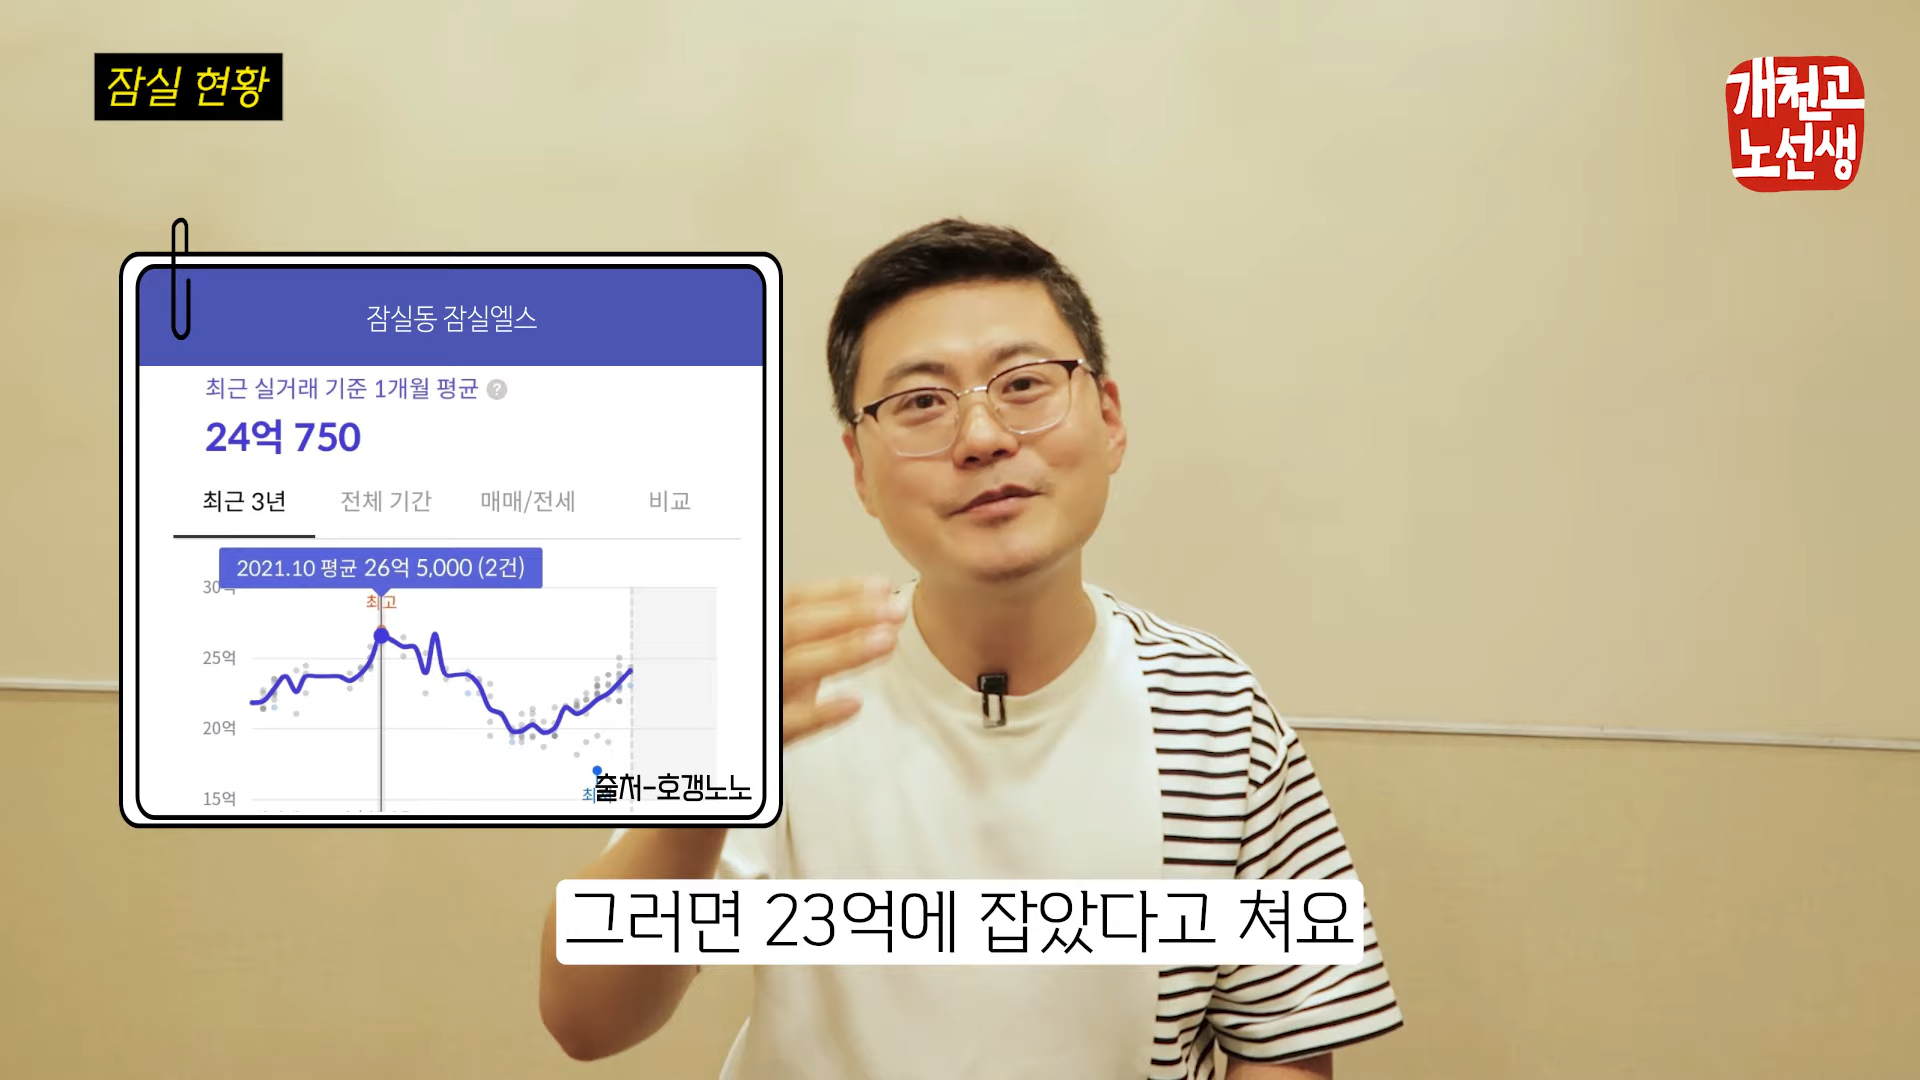 잠실 현황
개천고
노선생
잠실동 잠실엘스
최근 실거래 기준 1개월 평균 ?
24억 750
최근 3년 전체 기간 매매/전세 비교
2021.10 평균 26억 5,000 (2건)
최고
25억
20억
15억
출처-호갱노노
그러면 23억에 잡았다고 쳐요